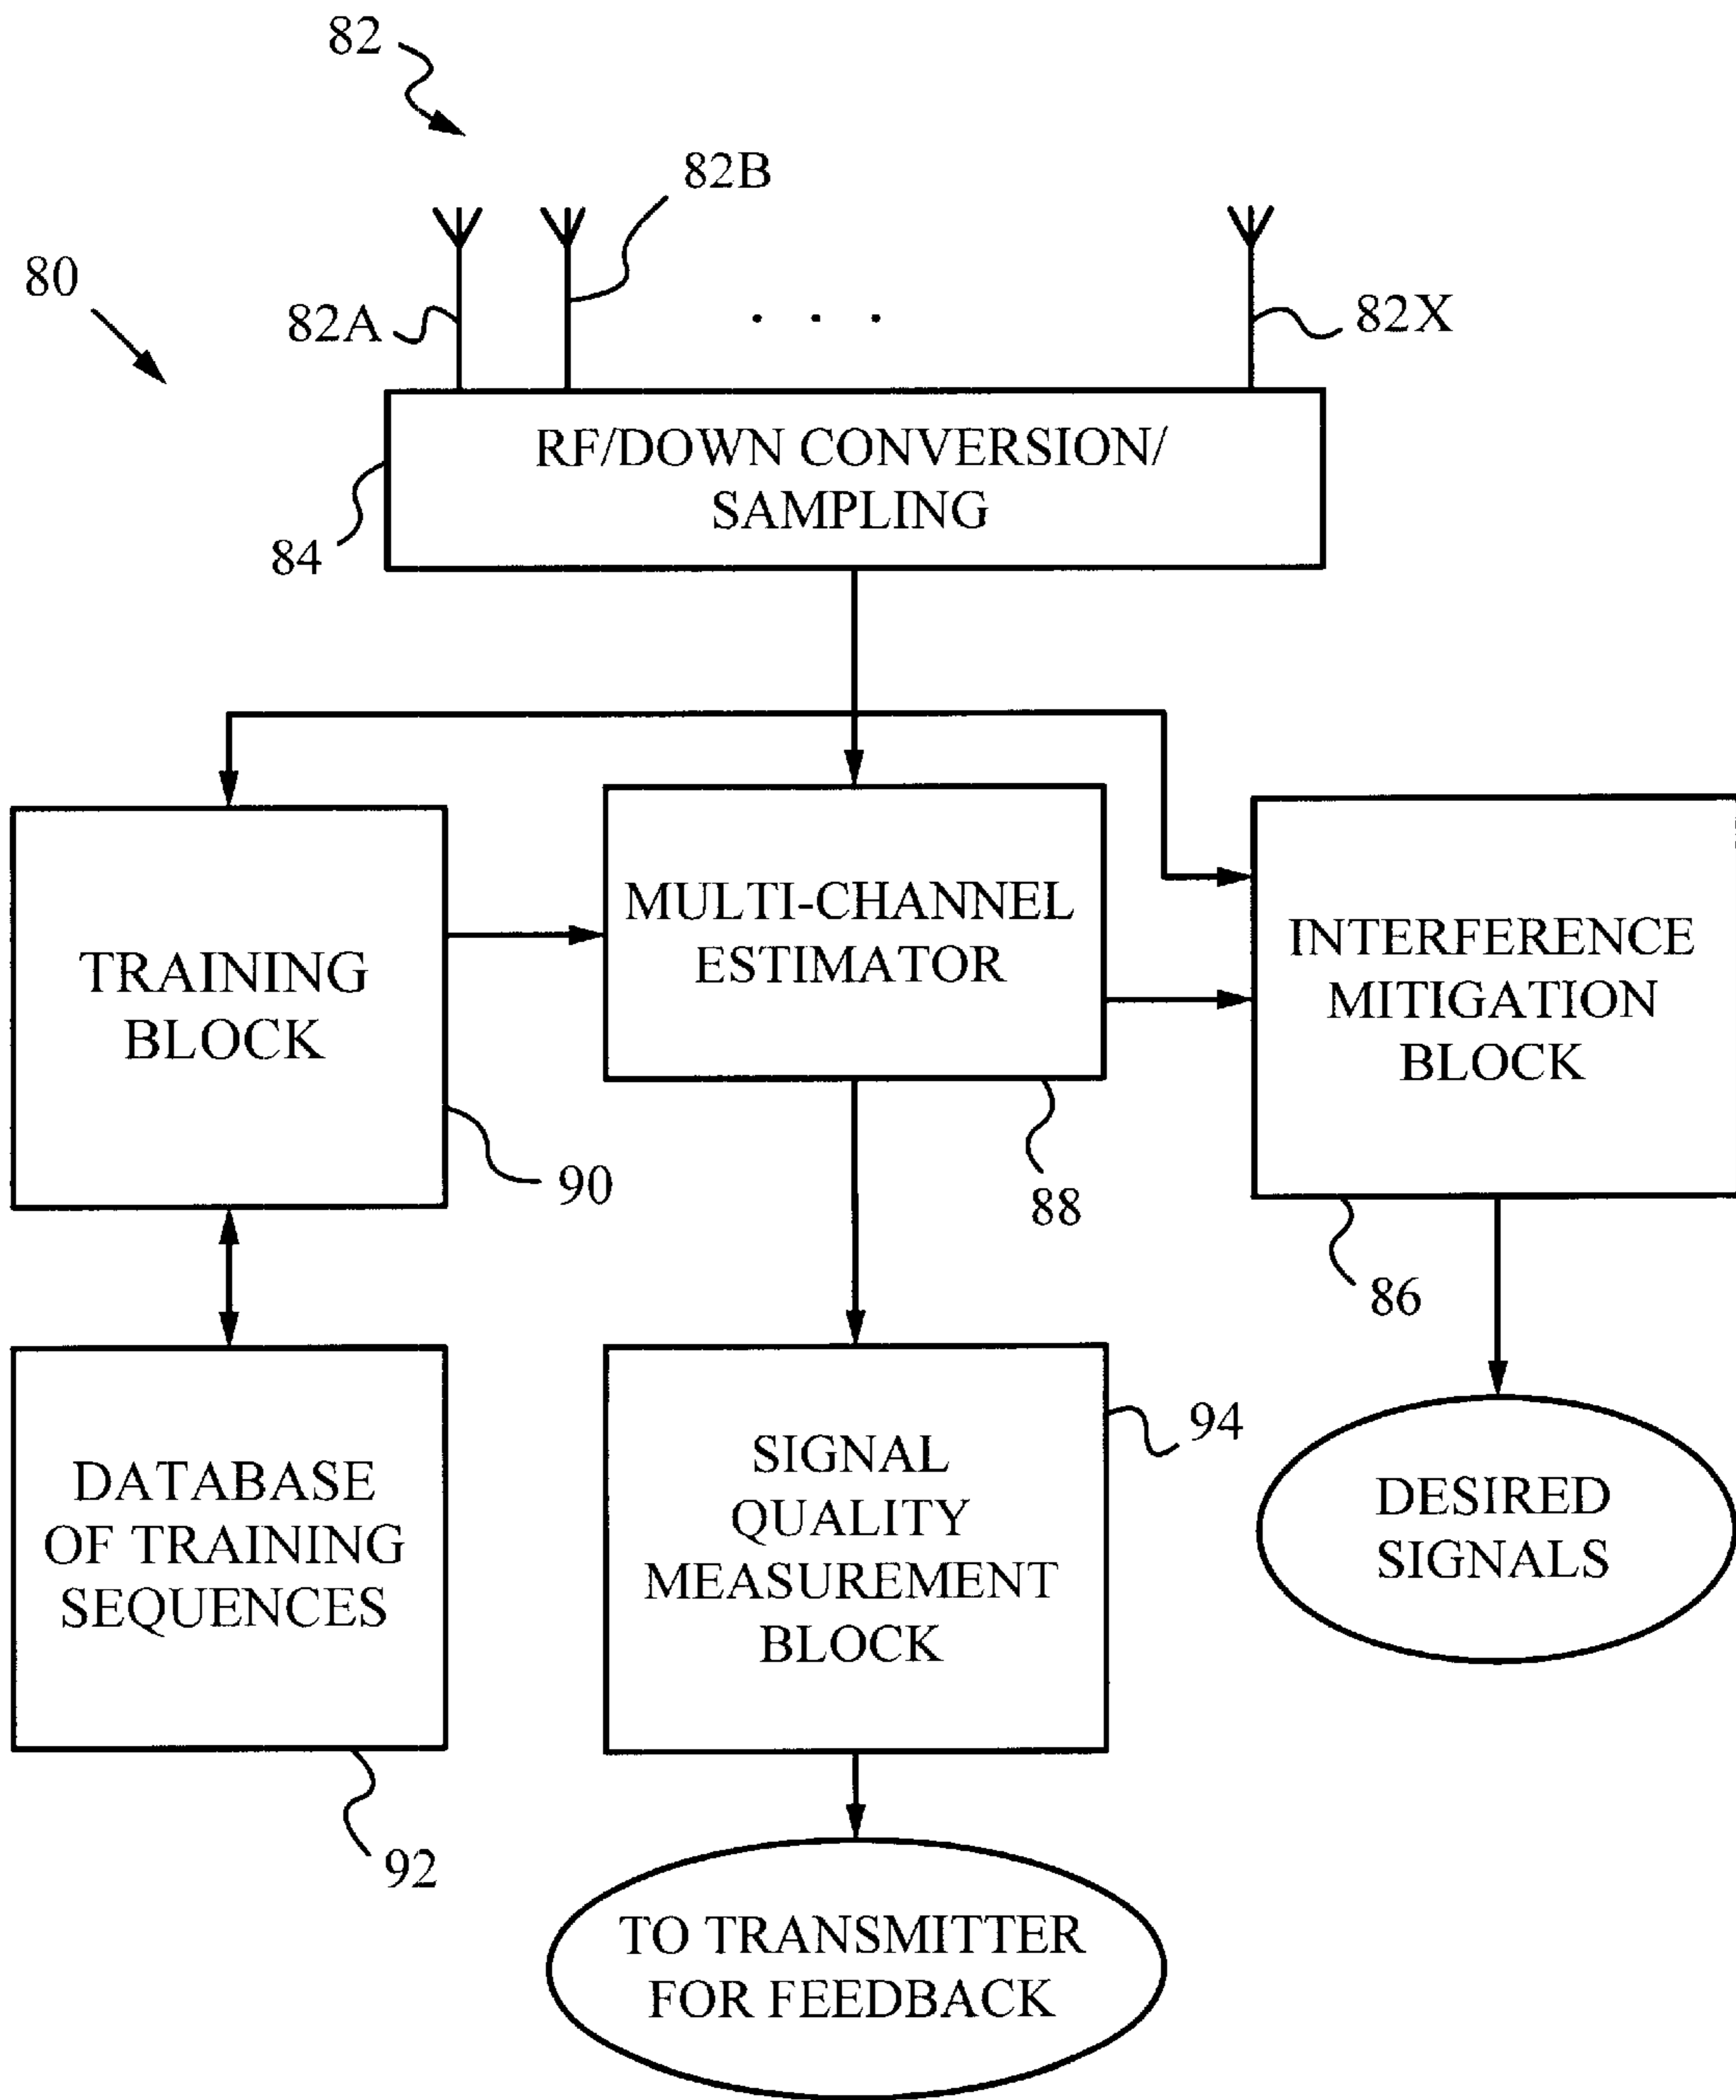 82
82B
80
82A
. . .
82X
RF/DOWN CONVERSION/
SAMPLING
84
TRAINING
BLOCK
90
MULTI-CHANNEL
ESTIMATOR
88
INTERFERENCE
MITIGATION
BLOCK
86
DATABASE
OF TRAINING
SEQUENCES
92
SIGNAL
QUALITY
MEASUREMENT
BLOCK
94
DESIRED
SIGNALS
TO TRANSMITTER
FOR FEEDBACK